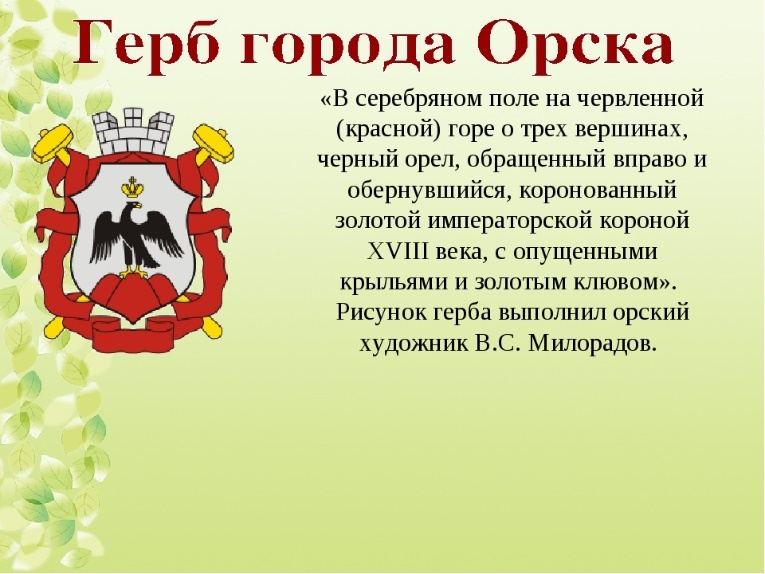 Герб города Орска
«В серебряном поле на червленной
(красной) горе о трех вершинах,
черный орел, обращенный вправо и
обернувшийся, коронованный
золотой императорской короной
XVIII века, с опущенными
крыльями и золотым клювом».
Рисунок герба выполнил орский
художник В.С. Милорадов.